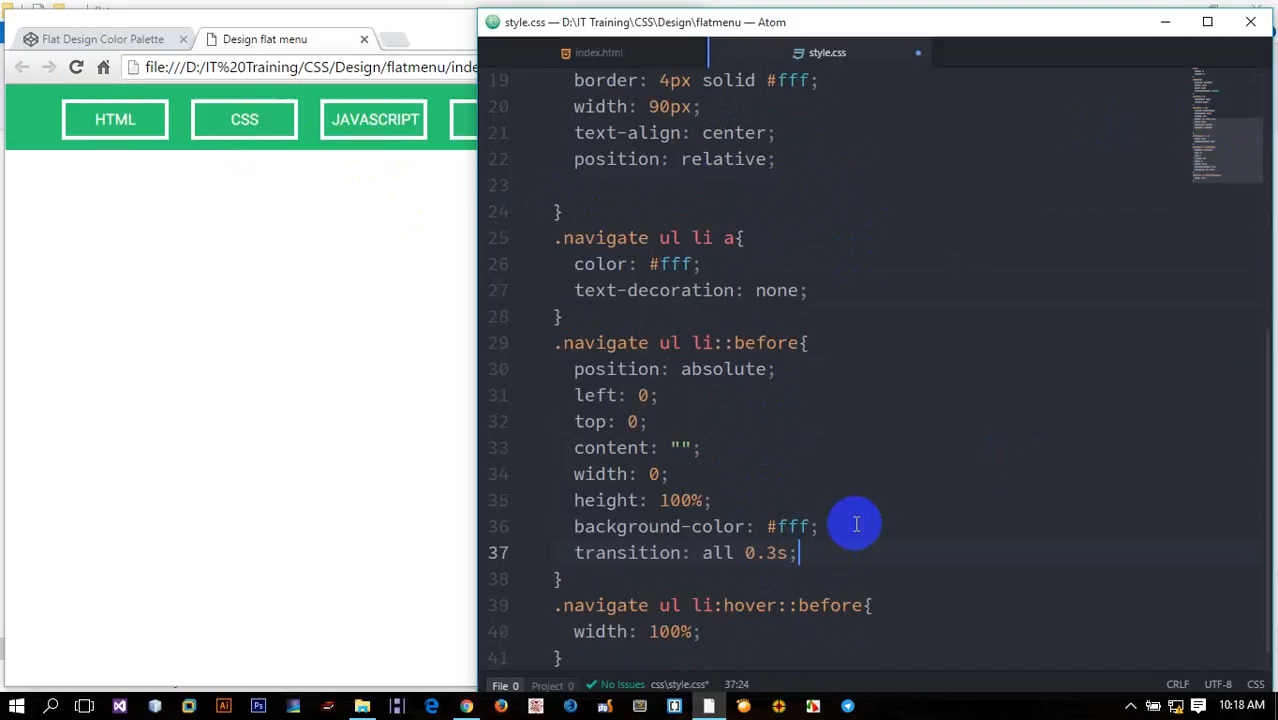 flatmenu
style.css — D:\IT Training\CSS\Design\flatmenu — Atom
Flat Design Color Palette
Design flat menu
index.html
style.css
file:///D:/IT%20Training/CSS/Design/flatmenu/inde
HTML
CSS
JAVASCRIPT
19 border: 4px solid #fff;
20 width: 90px;
21 text-align: center;
22 position: relative;
23
24 }
25 .navigate ul li a{
26 color: #fff;
27 text-decoration: none;
28 }
29 .navigate ul li::before{
30 position: absolute;
31 left: 0;
32 top: 0;
33 content: "";
34 width: 0;
35 height: 100%;
36 background-color: #fff;
37 transition: all 0.3s;
38 }
39 .navigate ul li:hover::before{
40 width: 100%;
41 }
File 0 Project 0 No Issues css\style.css* 37:24 CRLF UTF-8 CSS
10:18 AM